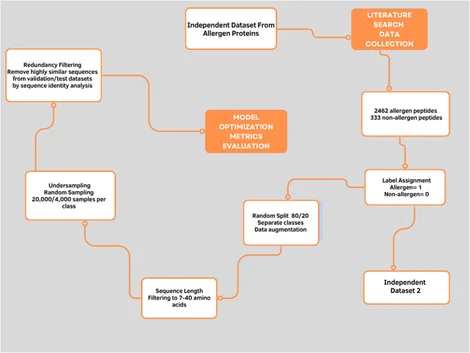 Independent Dataset From
Allergen Proteins
LITERATURE
SEARCH
DATA
COLLECTION
2462 allergen peptides
333 non-allergen peptides
Label Assignment
Allergen= 1
Non-allergen= 0
Independent
Dataset 2
Random Split 80/20
Separate classes
Data augmentation
Sequence Length
Filtering to 7-40 amino
acids
Undersampling
Random Sampling
20,000/4,000 samples per
class
Redundancy Filtering
Remove highly similar sequences
from validation/test datasets
by sequence identity analysis
MODEL
OPTIMIZATION
METRICS
EVALUATION